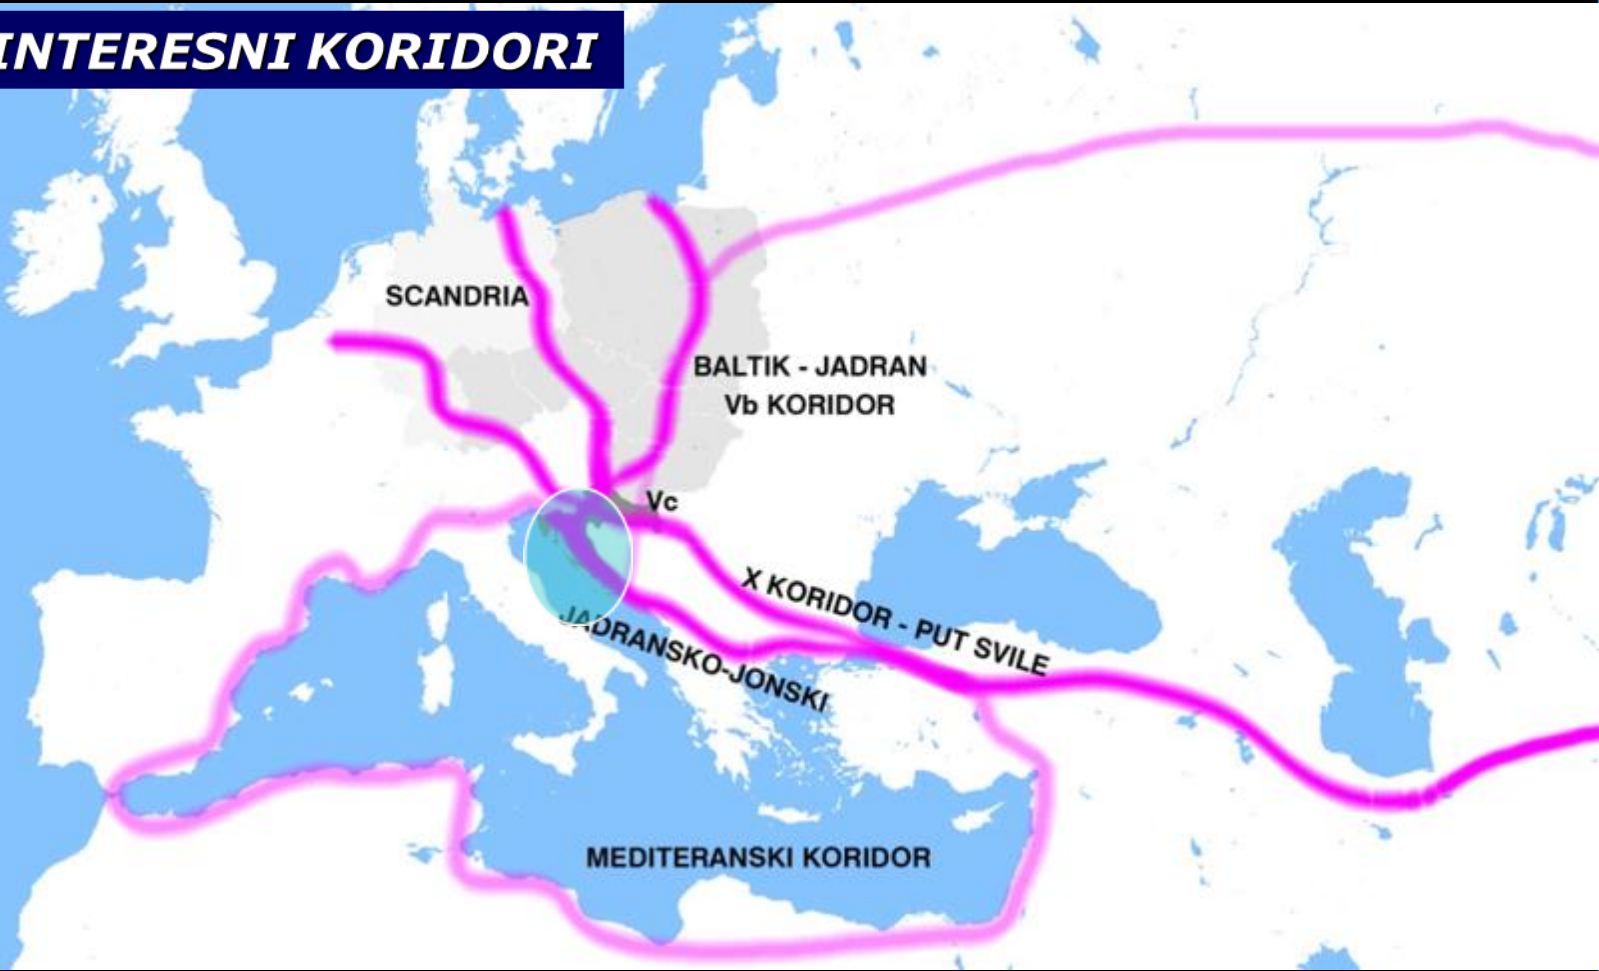 INTERESNI KORIDORI
SCANDRIA
BALTIK - JADRAN
Vb KORIDOR
Vc
X KORIDOR - PUT SVILE
JADRANSKO-JONSKI
MEDITERANSKI KORIDOR